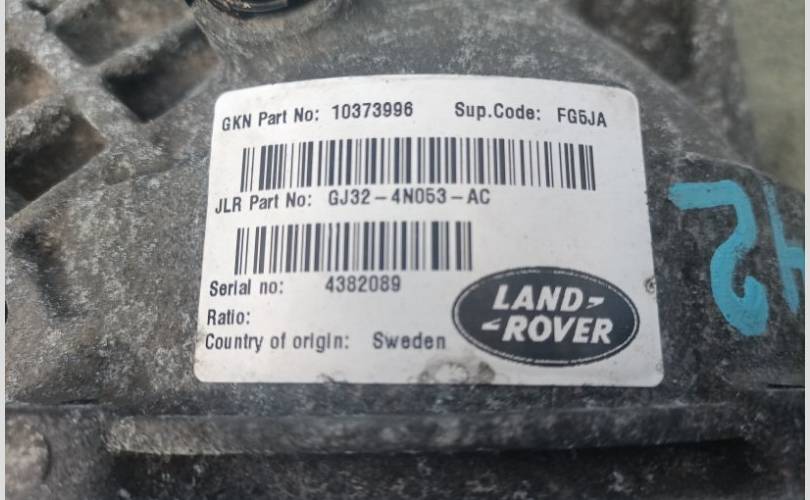 GKN Part No: 10373996 Sup.Code: FG5JA
JLR Part No: GJ32-4N053-AC
Serial no: 4382089
Ratio:
Country of origin: Sweden
LAND-
-ROVER
42